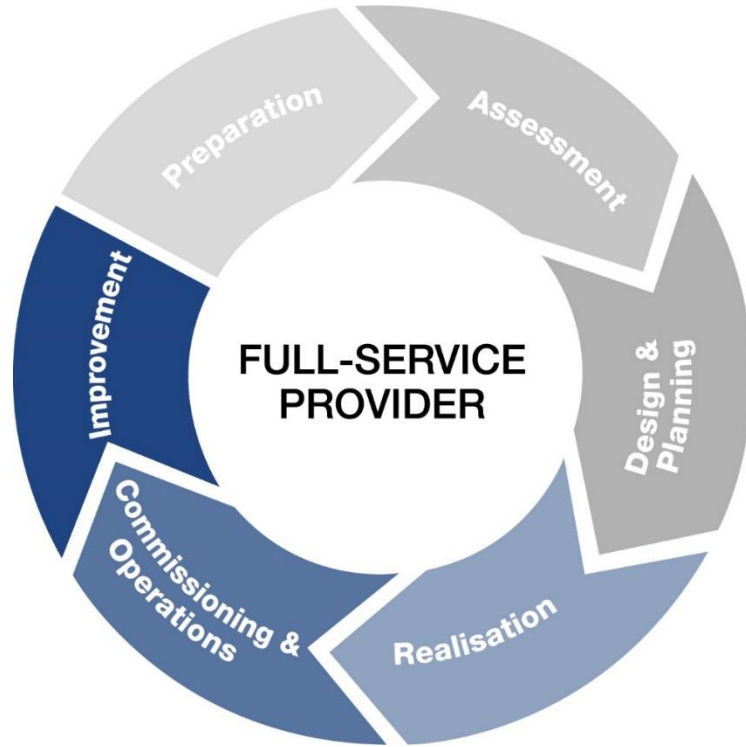 Preparation
Assessment
Design &
Planning
Realisation
Commissioning &
Operations
Improvement
FULL-SERVICE
PROVIDER